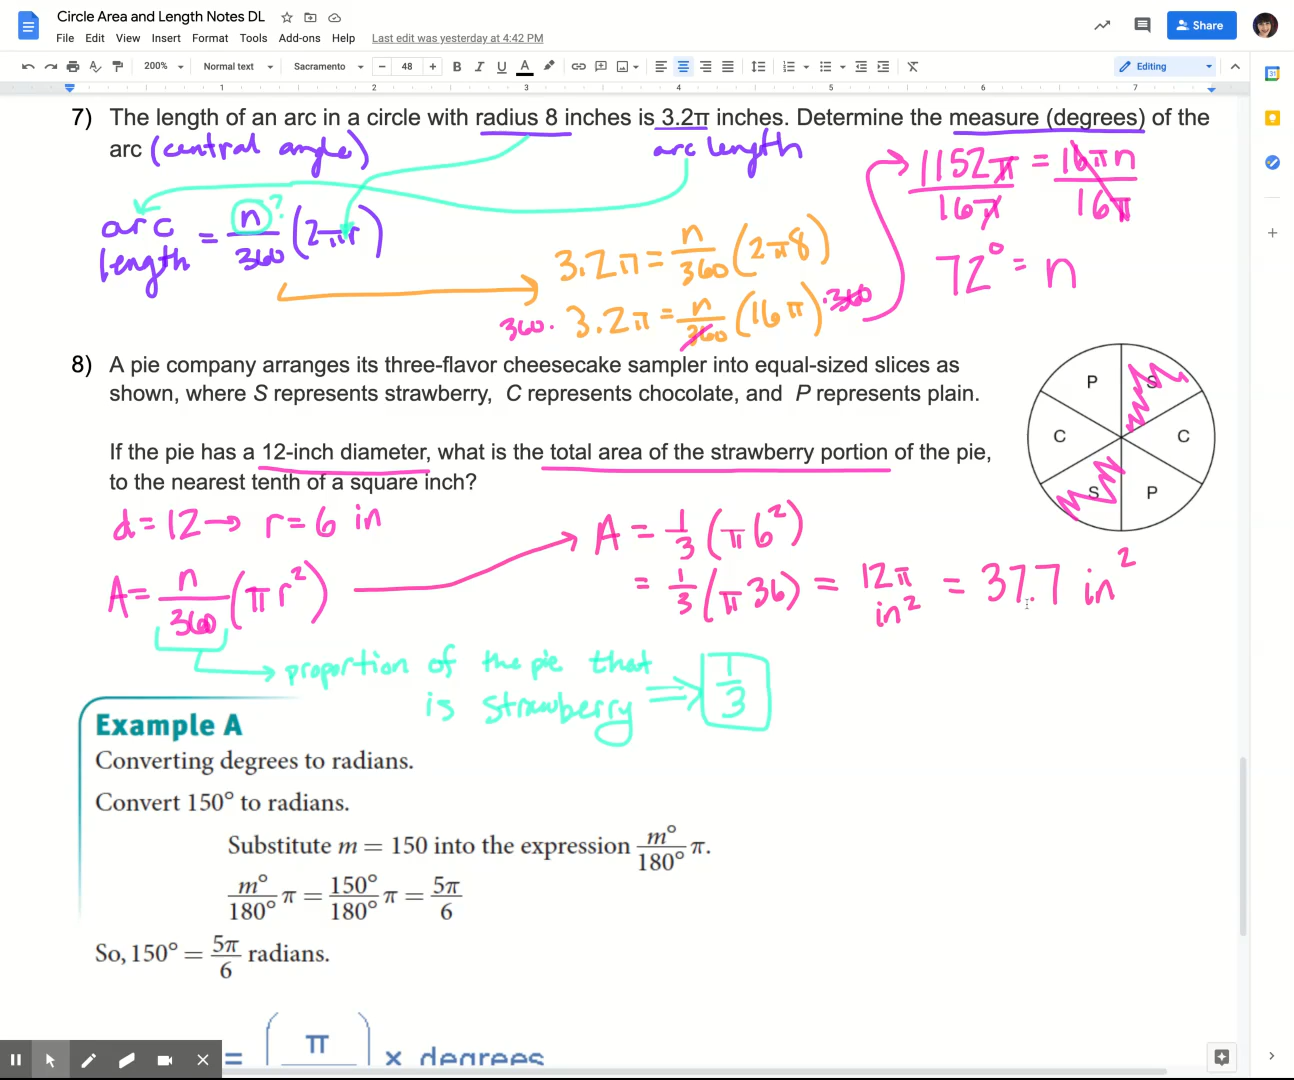 Circle Area and Length Notes DL
File Edit View Insert Format Tools Add-ons Help Last edit was yesterday at 4:42 PM
Share
200% Normal text Sacramento − 48 + B I U A Editing
1 2 3 4 5 6 7
7) The length of an arc in a circle with radius 8 inches is 3.2π inches. Determine the measure (degrees) of the
arc (central angle) arc length
1152π/16π = 16πn/16π
arc length = n/360 (2πr) ?
3.2π = n/360 (2π8)
72° = n
360· 3.2π = n/360 (16π) ·360
8) A pie company arranges its three-flavor cheesecake sampler into equal-sized slices as
shown, where S represents strawberry, C represents chocolate, and P represents plain.
P S
C C
S P
If the pie has a 12-inch diameter, what is the total area of the strawberry portion of the pie,
to the nearest tenth of a square inch?
d = 12 → r = 6 in
A = 1/3 (π6²)
A = n/360 (πr²)
= 1/3 (π36) = 12π in² = 37.7 in²
proportion of the pie that
is strawberry ⇒ 1/3
Example A
Converting degrees to radians.
Convert 150° to radians.
Substitute m = 150 into the expression m°/180° π.
m°/180° π = 150°/180° π = 5π/6
So, 150° = 5π/6 radians.
= ( π ) x degrees
31